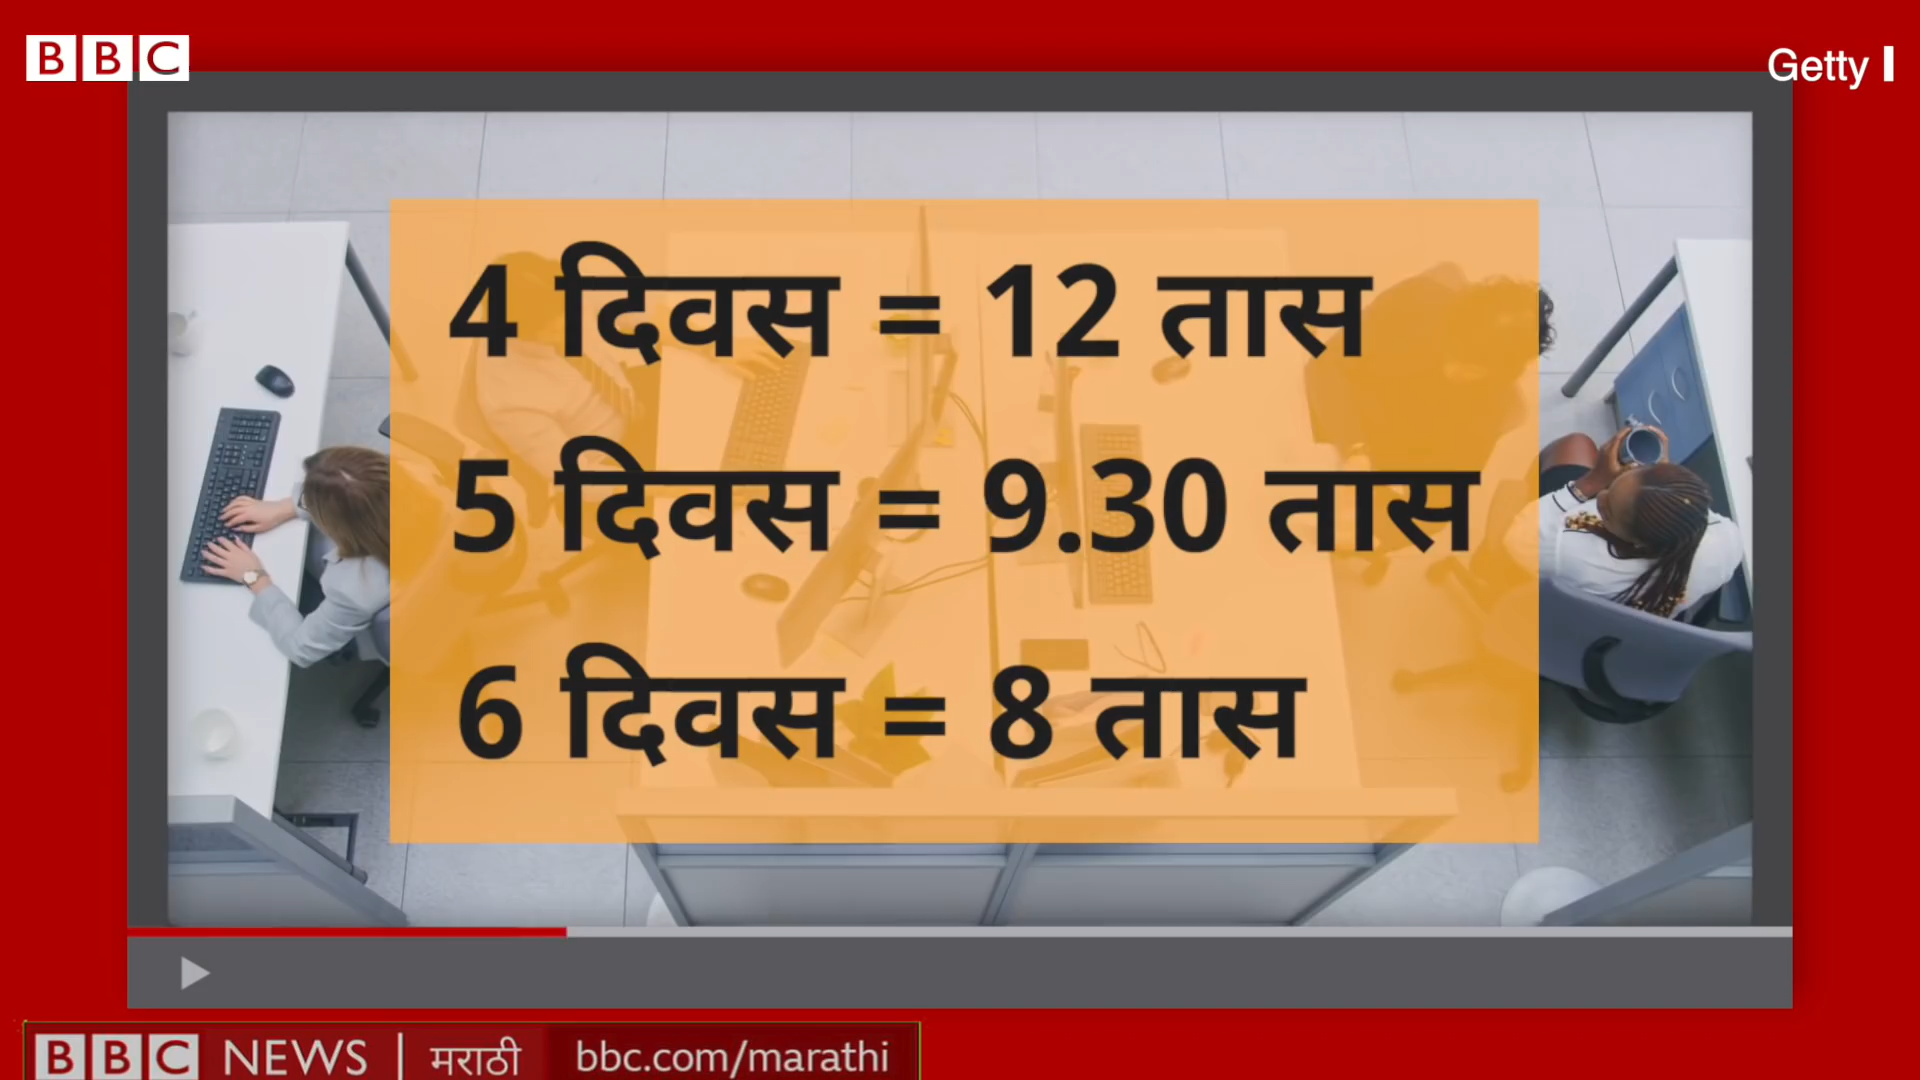 BBC
Getty I
4 दिवस = 12 तास
5 दिवस = 9.30 तास
6 दिवस = 8 तास
BBC NEWS | मराठी bbc.com/marathi